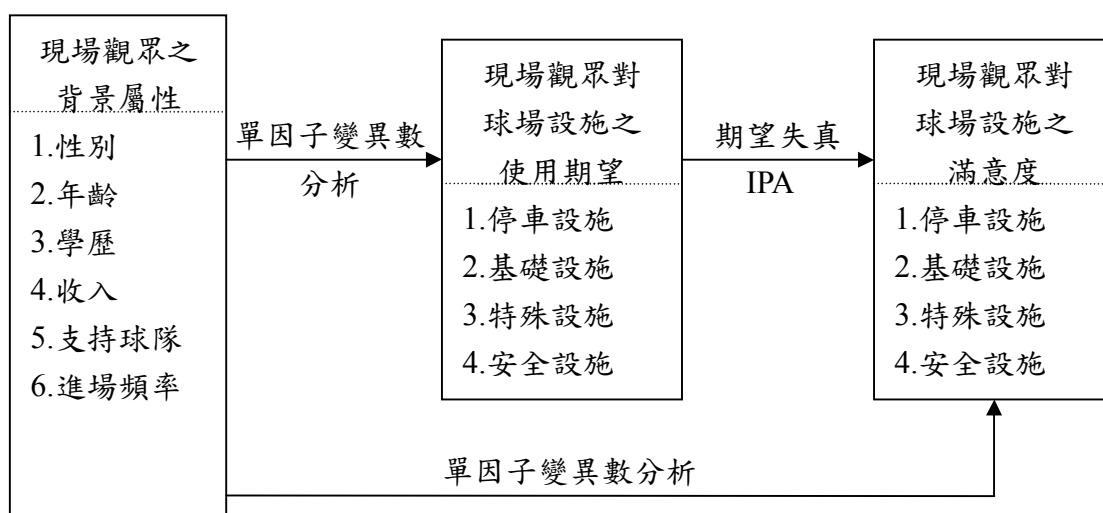 現場觀眾之
背景屬性
1.性別
2.年齡
3.學歷
4.收入
5.支持球隊
6.進場頻率
單因子變異數
分析
現場觀眾對
球場設施之
使用期望
1.停車設施
2.基礎設施
3.特殊設施
4.安全設施
期望失真
IPA
現場觀眾對
球場設施之
滿意度
1.停車設施
2.基礎設施
3.特殊設施
4.安全設施
單因子變異數分析